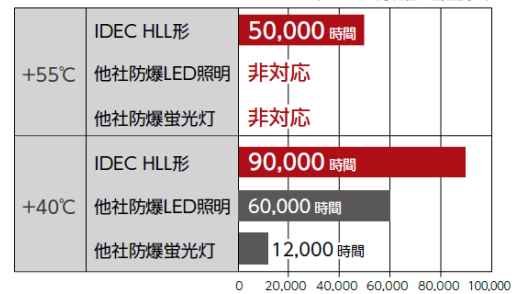 +55℃
IDEC HLL形
50,000 時間
他社防爆LED照明
非対応
他社防爆蛍光灯
非対応
+40℃
IDEC HLL形
90,000 時間
他社防爆LED照明
60,000 時間
他社防爆蛍光灯
12,000 時間
0 20,000 40,000 60,000 80,000 100,000